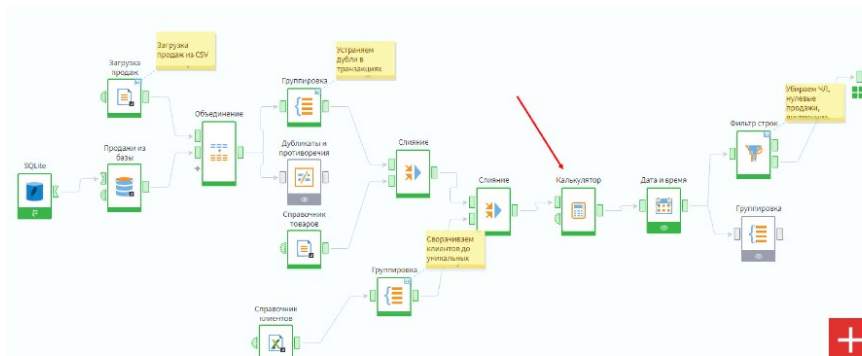 Загрузка
продаж
Загрузка
продаж из CSV
Группировка
Устраняем
дубли в
транзакциях
Объединение
SQLite
Продажи из
базы
Дубликаты и
противоречия
Слияние
Справочник
товаров
Слияние
Калькулятор
Дата и время
Фильтр строк
Убираем ЧЛ,
нулевые
продажи,
Группировка
Сворачиваем
клиентов до
уникальных
Группировка
Справочник
клиентов